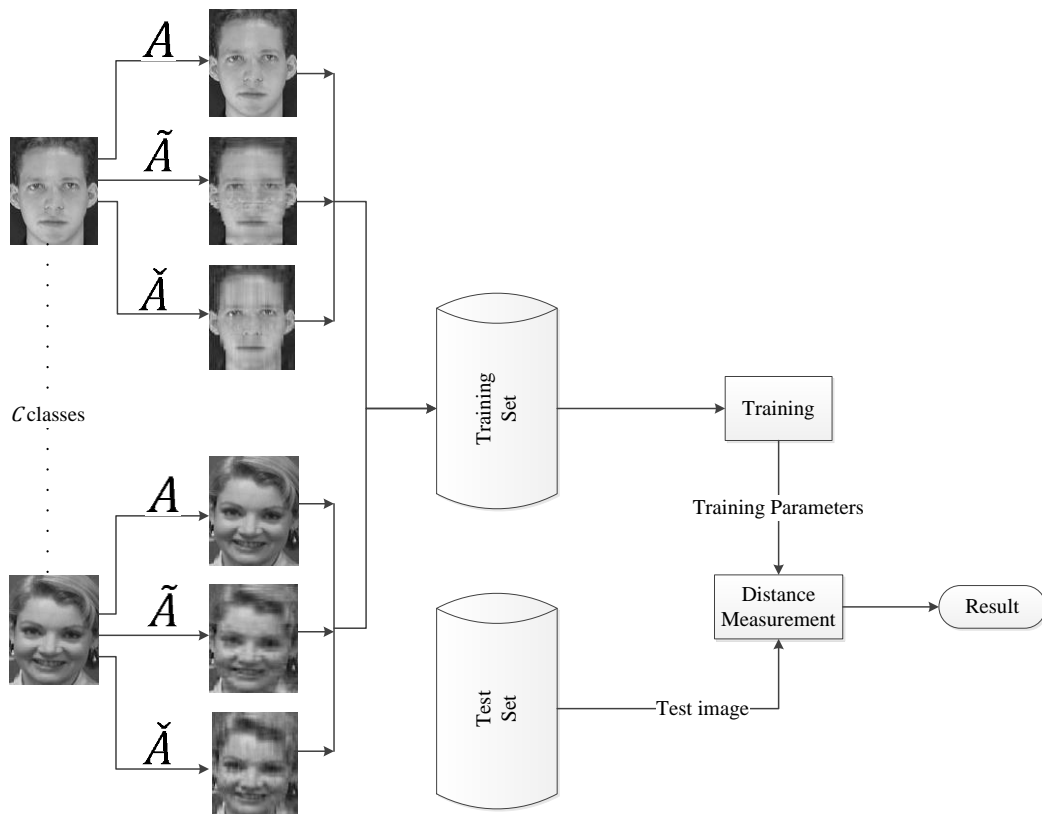 A
Ã
Ǎ
C classes
A
Ã
Ǎ
Training
Set
Training
Training Parameters
Distance
Measurement
Result
Test
Set
Test image